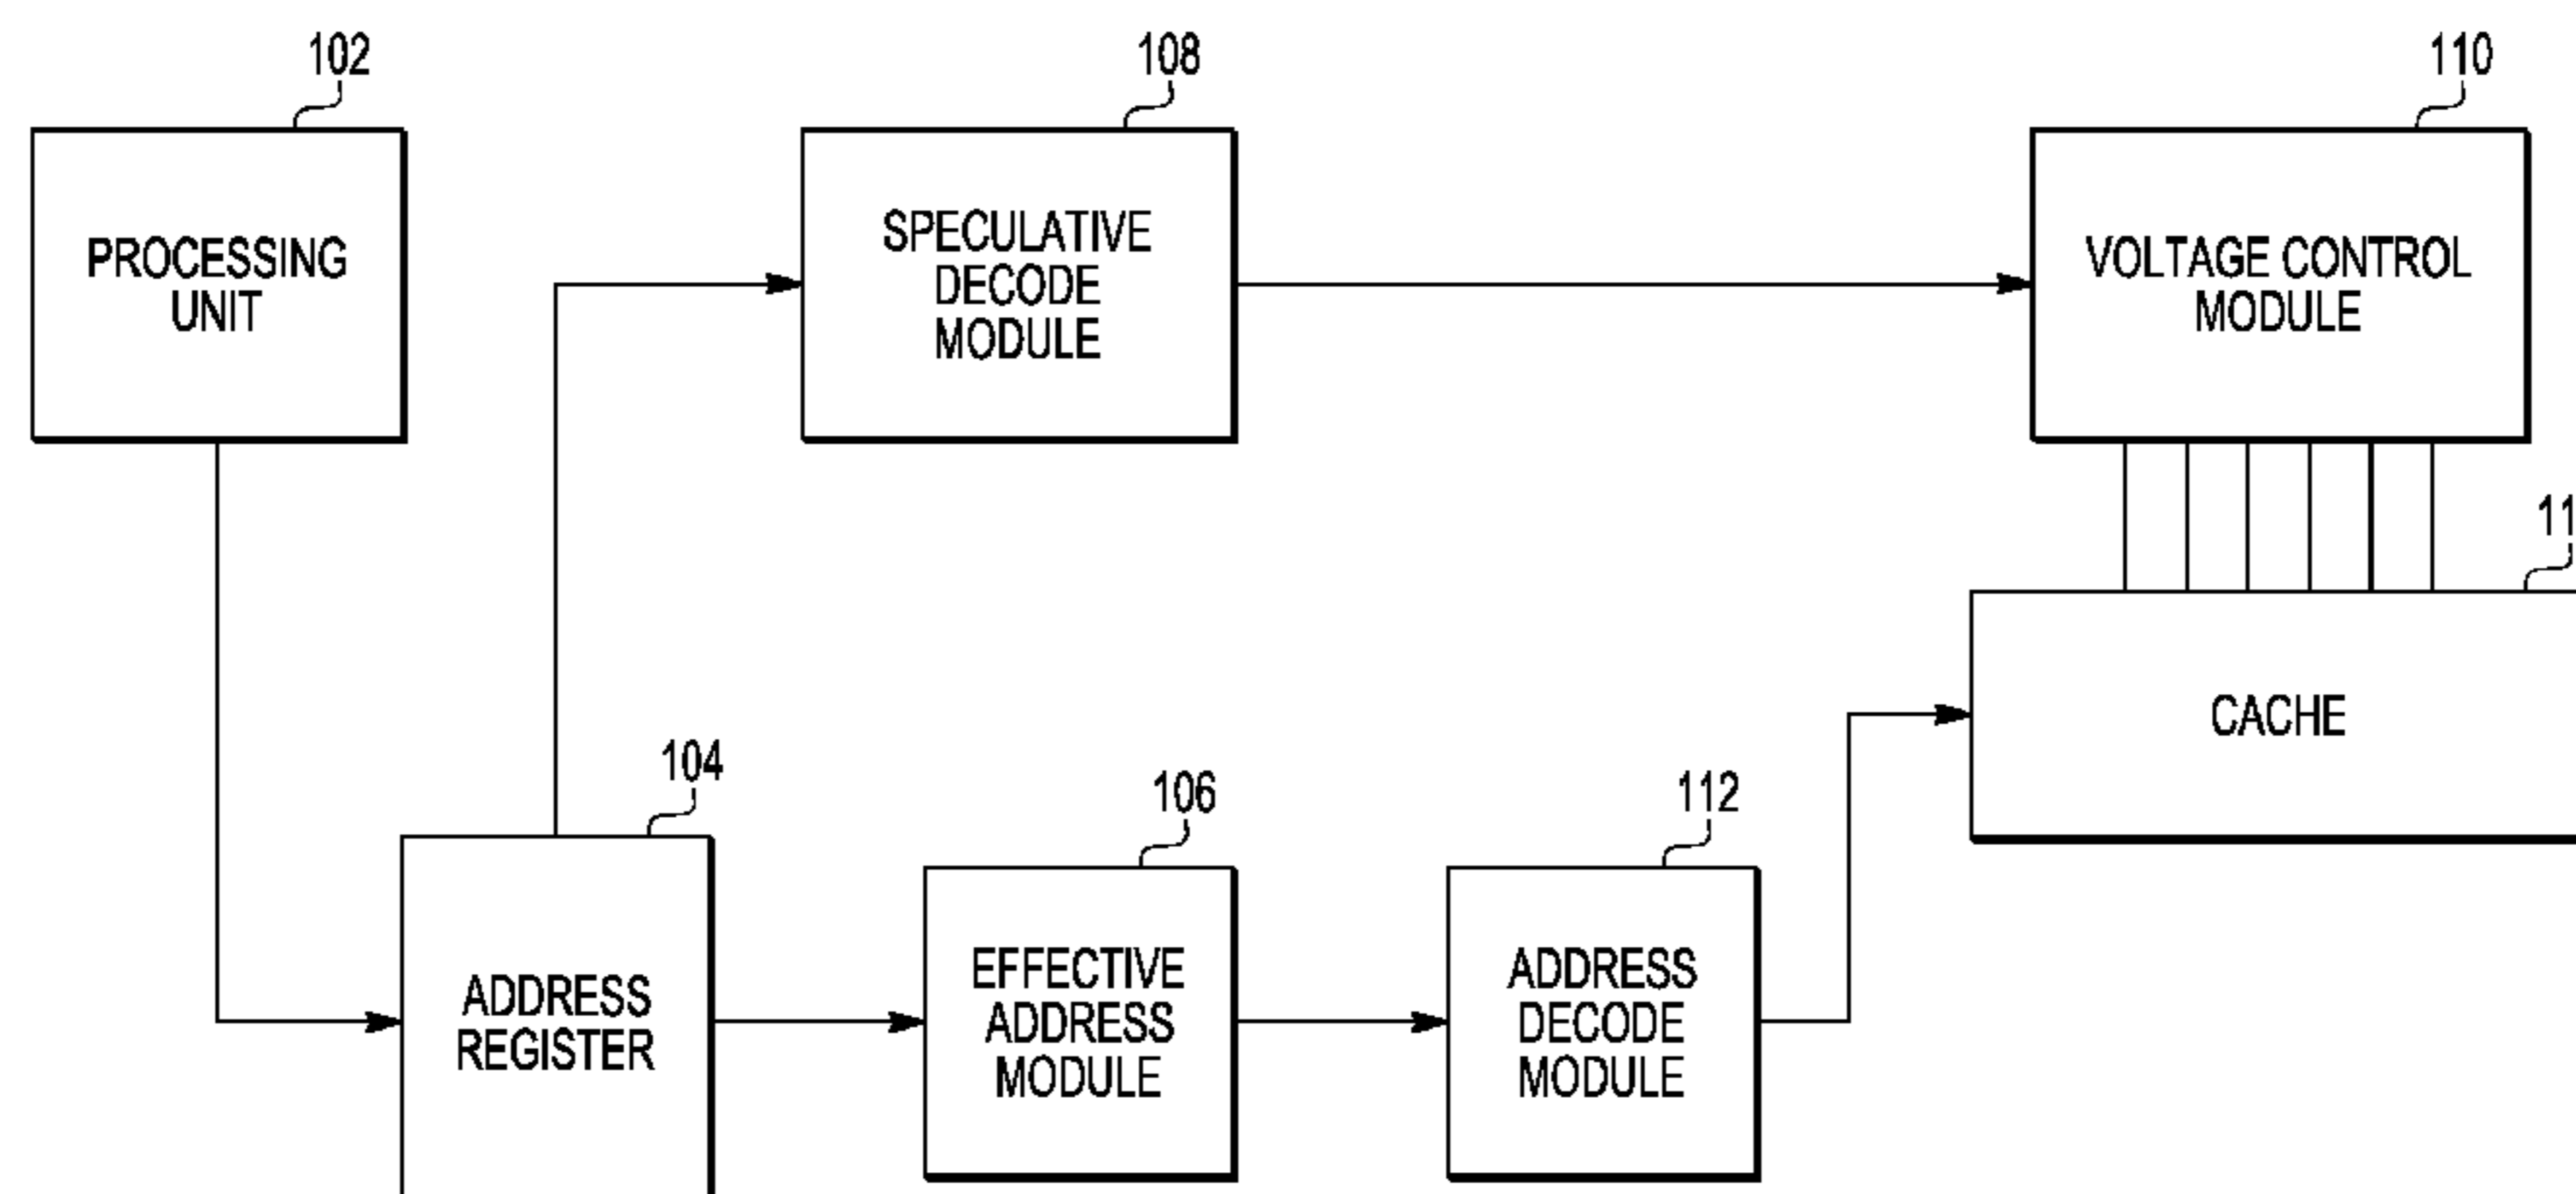 102
108
110
PROCESSING
UNIT
SPECULATIVE
DECODE
MODULE
VOLTAGE CONTROL
MODULE
CACHE
104
106
112
ADDRESS
REGISTER
EFFECTIVE
ADDRESS
MODULE
ADDRESS
DECODE
MODULE